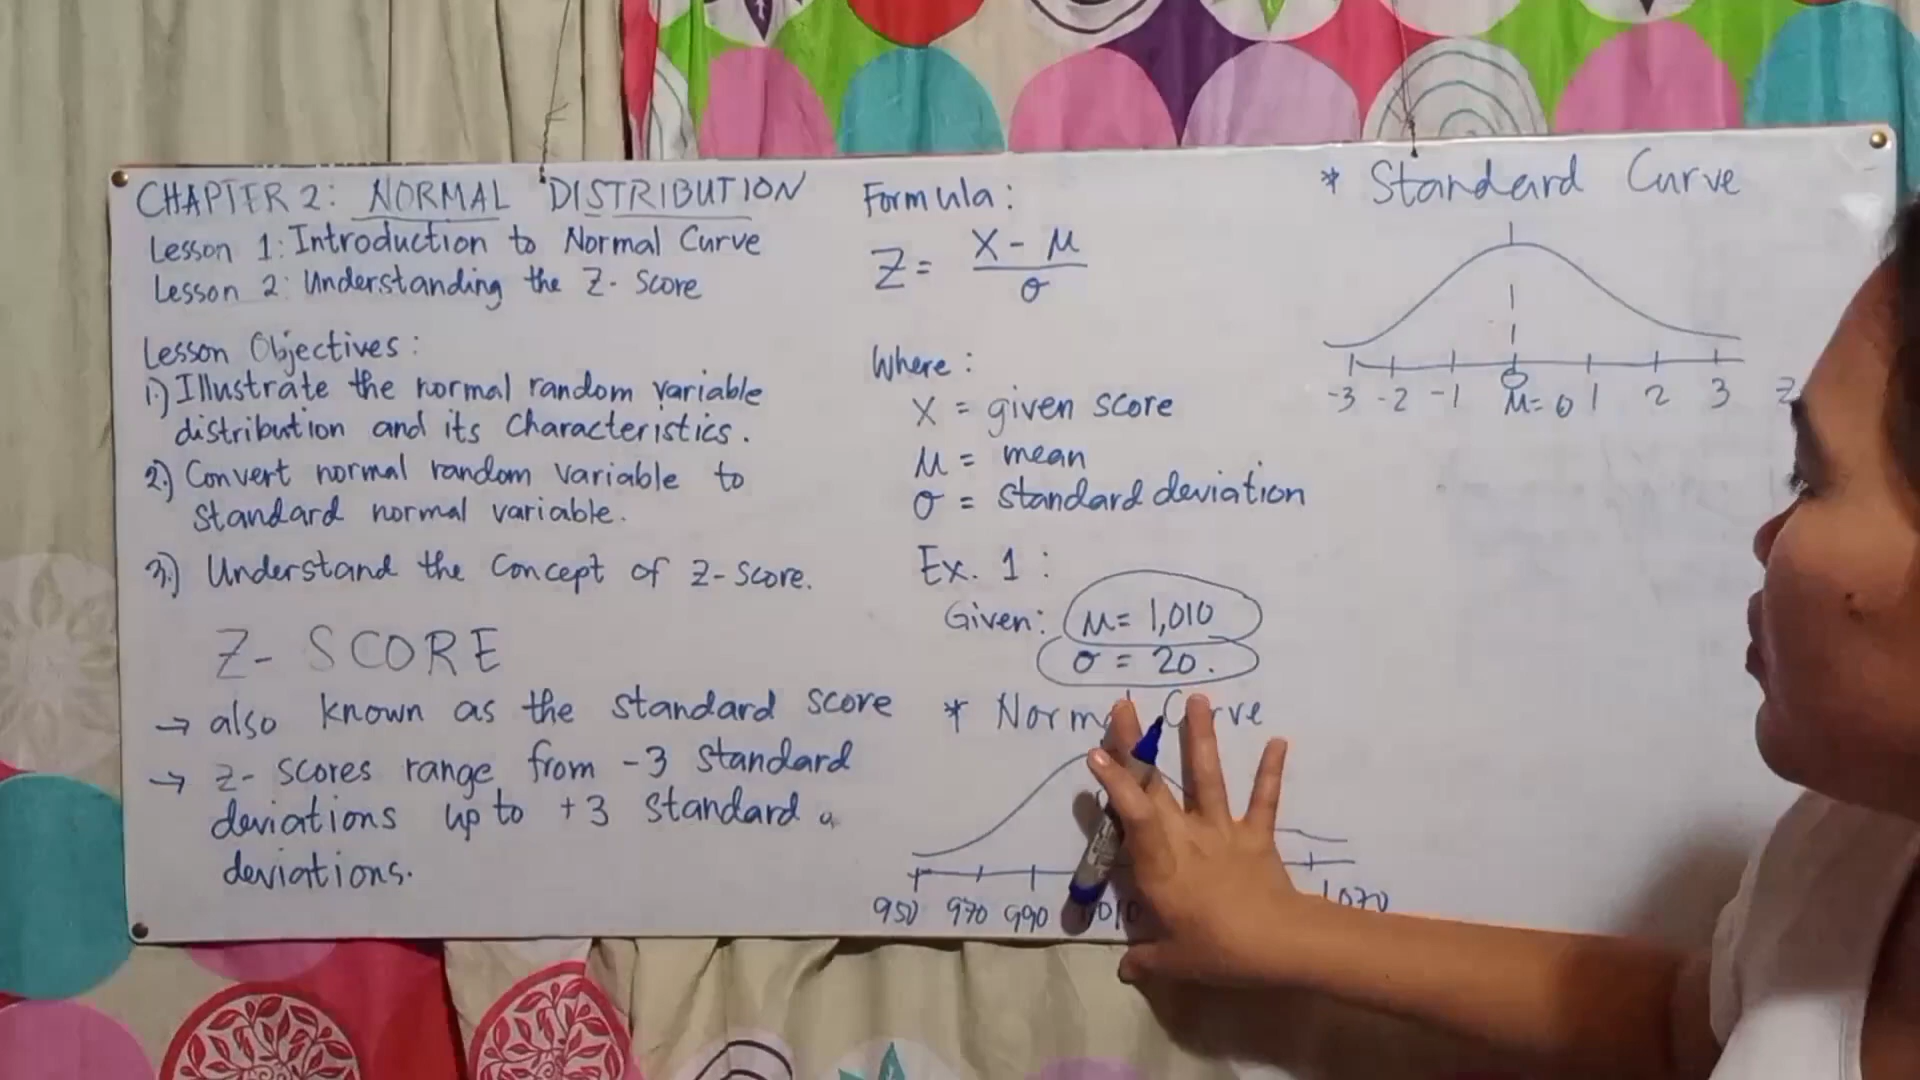 CHAPTER 2: NORMAL DISTRIBUTION
Lesson 1: Introduction to Normal Curve
Lesson 2: Understanding the Z-Score
Lesson Objectives:
1.) Illustrate the normal random variable
distribution and its characteristics.
2.) Convert normal random variable to
standard normal variable.
3.) Understand the concept of z-score.
Z-SCORE
→ also known as the standard score
→ z-scores range from -3 standard
deviations up to +3 standard
deviations.
Formula:
Z = X - μ
σ
Where:
X = given score
μ = mean
σ = standard deviation
Ex. 1:
Given: μ = 1,010
σ = 20.
* Normal Curve
950 970 990 1,010 1,070
* Standard Curve
-3 -2 -1 μ=0 1 2 3 Z